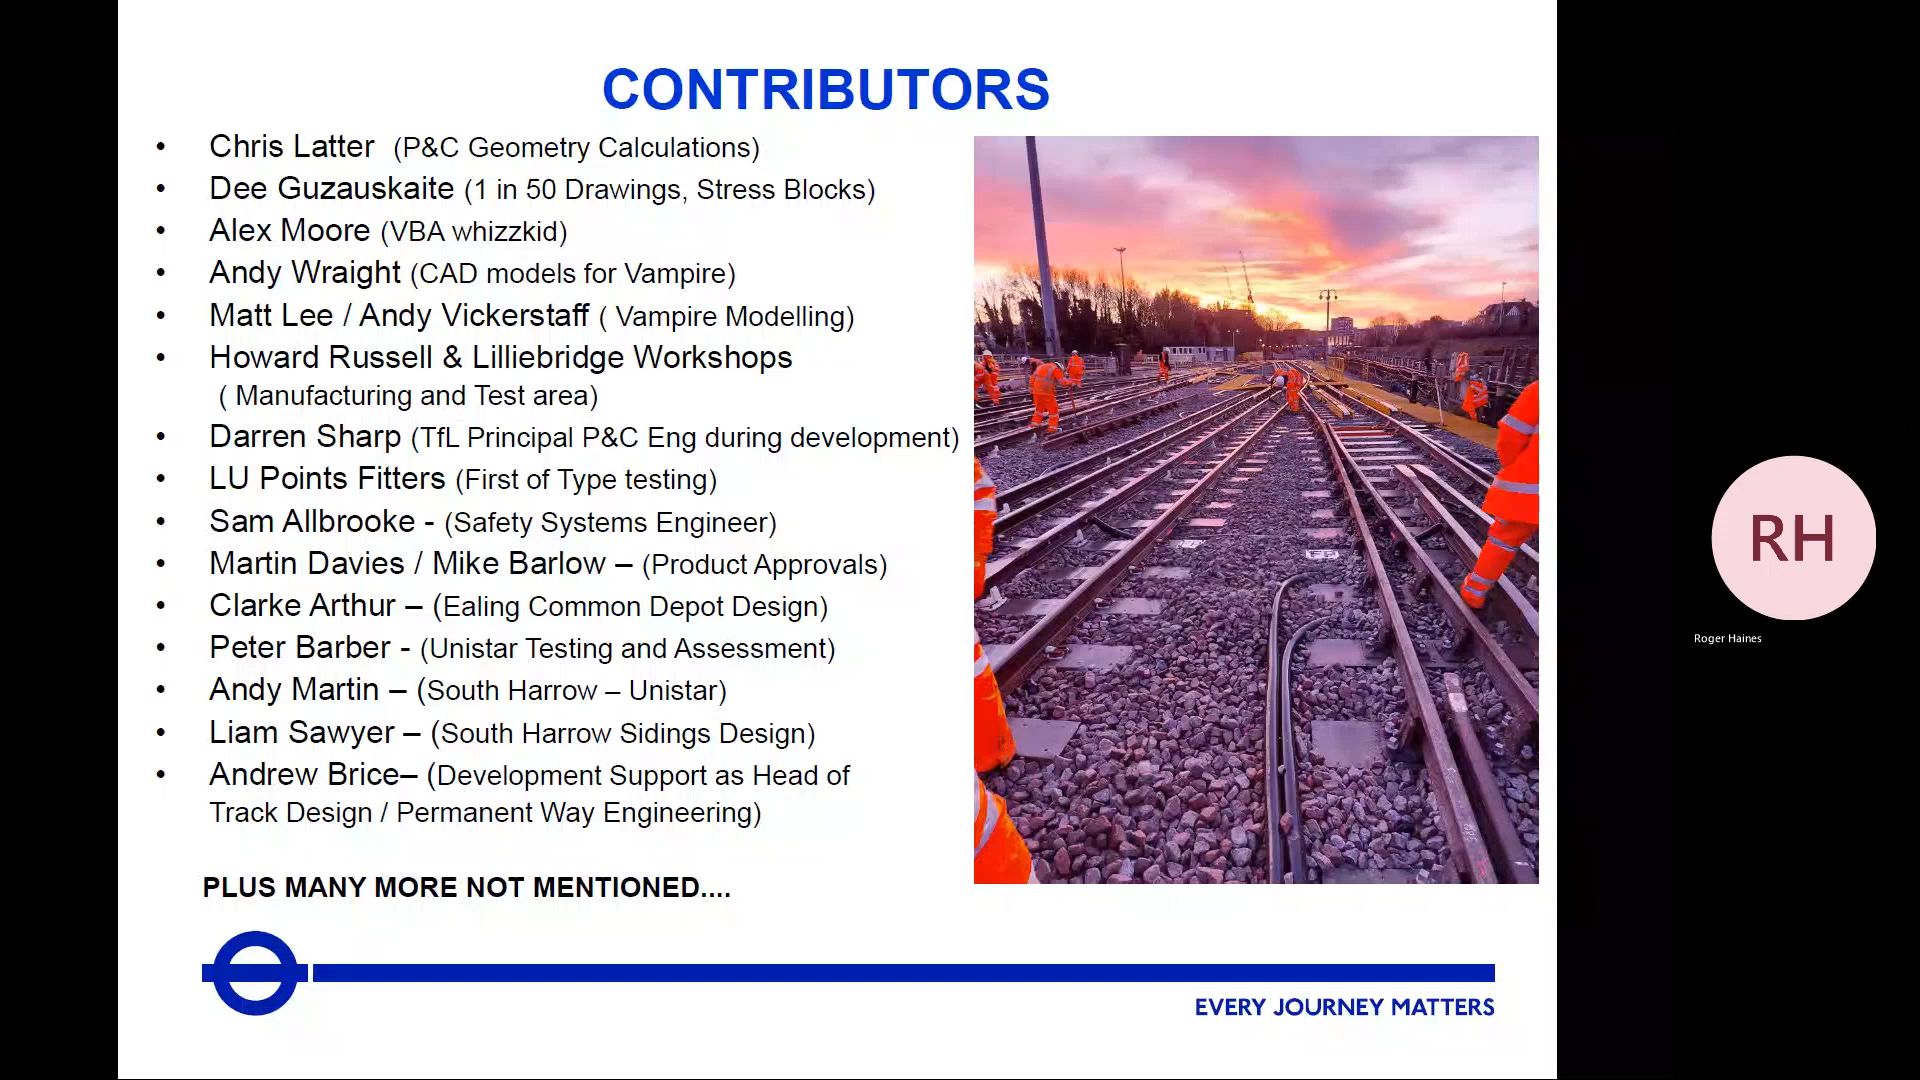 CONTRIBUTORS
• Chris Latter (P&C Geometry Calculations)
• Dee Guzauskaite (1 in 50 Drawings, Stress Blocks)
• Alex Moore (VBA whizzkid)
• Andy Wraight (CAD models for Vampire)
• Matt Lee / Andy Vickerstaff ( Vampire Modelling)
• Howard Russell & Lilliebridge Workshops
( Manufacturing and Test area)
• Darren Sharp (TfL Principal P&C Eng during development)
• LU Points Fitters (First of Type testing)
• Sam Allbrooke - (Safety Systems Engineer)
• Martin Davies / Mike Barlow – (Product Approvals)
• Clarke Arthur – (Ealing Common Depot Design)
• Peter Barber - (Unistar Testing and Assessment)
• Andy Martin – (South Harrow – Unistar)
• Liam Sawyer – (South Harrow Sidings Design)
• Andrew Brice– (Development Support as Head of
Track Design / Permanent Way Engineering)
PLUS MANY MORE NOT MENTIONED....
EVERY JOURNEY MATTERS
RH
Roger Haines